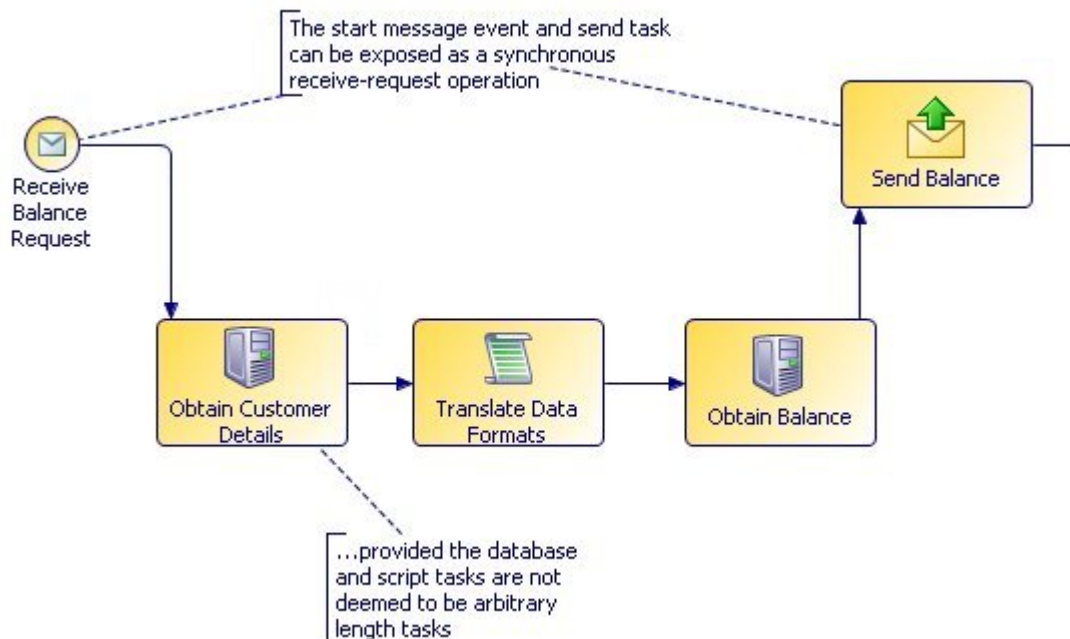 The start message event and send task
can be exposed as a synchronous
receive-request operation
Receive
Balance
Request
Send Balance
Obtain Customer
Details
Translate Data
Formats
Obtain Balance
...provided the database
and script tasks are not
deemed to be arbitrary
length tasks